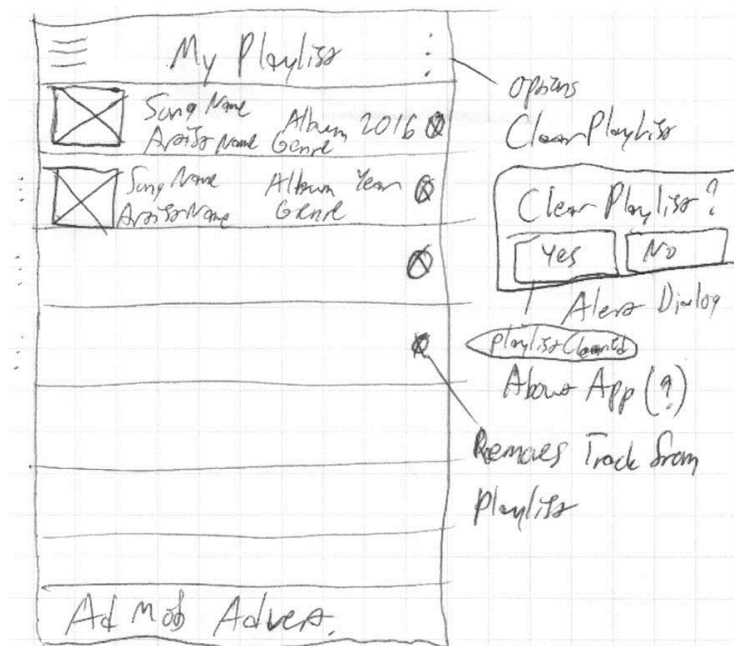 My Playlist
Options
Clear Playlist
Song Name Album 2016
Artist Name Genre
Song Name Album Year
Artist Name Genre
Clear Playlist?
Yes No
Alert Dialog
Playlist Cleared
About App (?)
Removes Track from
Playlist
Ad Mob Advert.